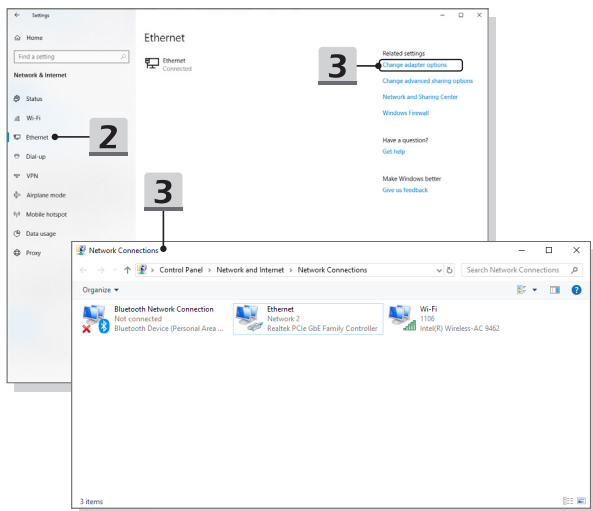 Settings
Home
Find a setting
Network & Internet
Status
Wi-Fi
Ethernet
Dial-up
VPN
Airplane mode
Mobile hotspot
Data usage
Proxy
2
Ethernet
Ethernet
Connected
3
Related settings
Change adapter options
Change advanced sharing options
Network and Sharing Center
Windows Firewall
Have a question?
Get help
Make Windows better
Give us feedback
3
Network Connections
Control Panel > Network and Internet > Network Connections
Search Network Connections
Organize
Bluetooth Network Connection
Not connected
Bluetooth Device (Personal Area ...
Ethernet
Network 2
Realtek PCIe GbE Family Controller
Wi-Fi
1106
Intel(R) Wireless-AC 9462
3 items